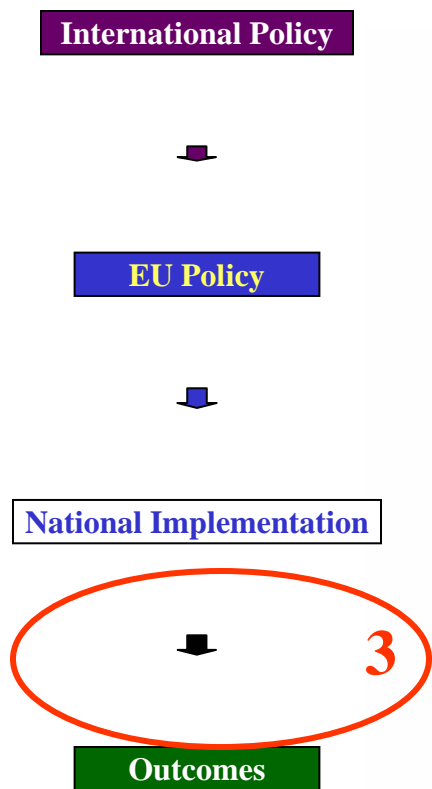 International Policy
EU Policy
National Implementation
3
Outcomes